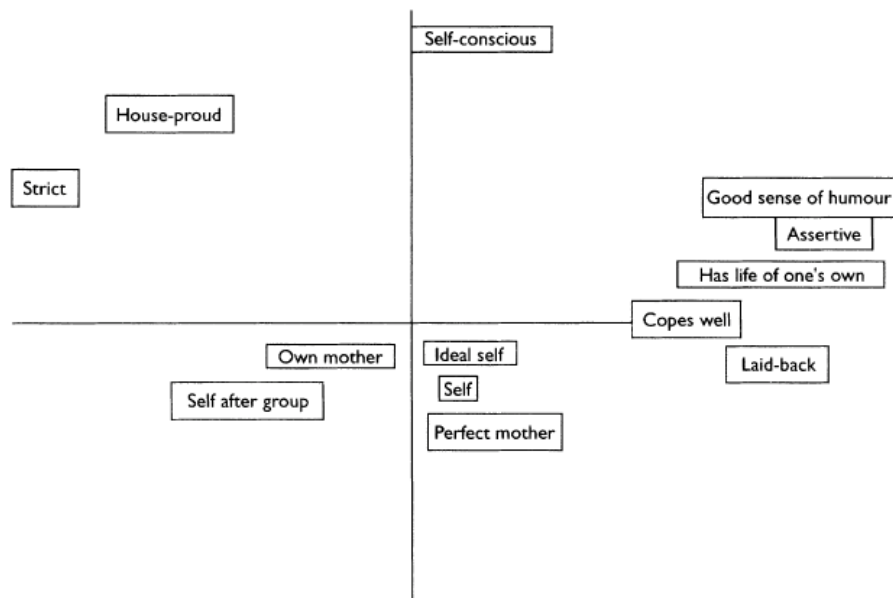 Self-conscious
House-proud
Strict
Good sense of humour
Assertive
Has life of one's own
Copes well
Own mother
Ideal self
Laid-back
Self
Self after group
Perfect mother